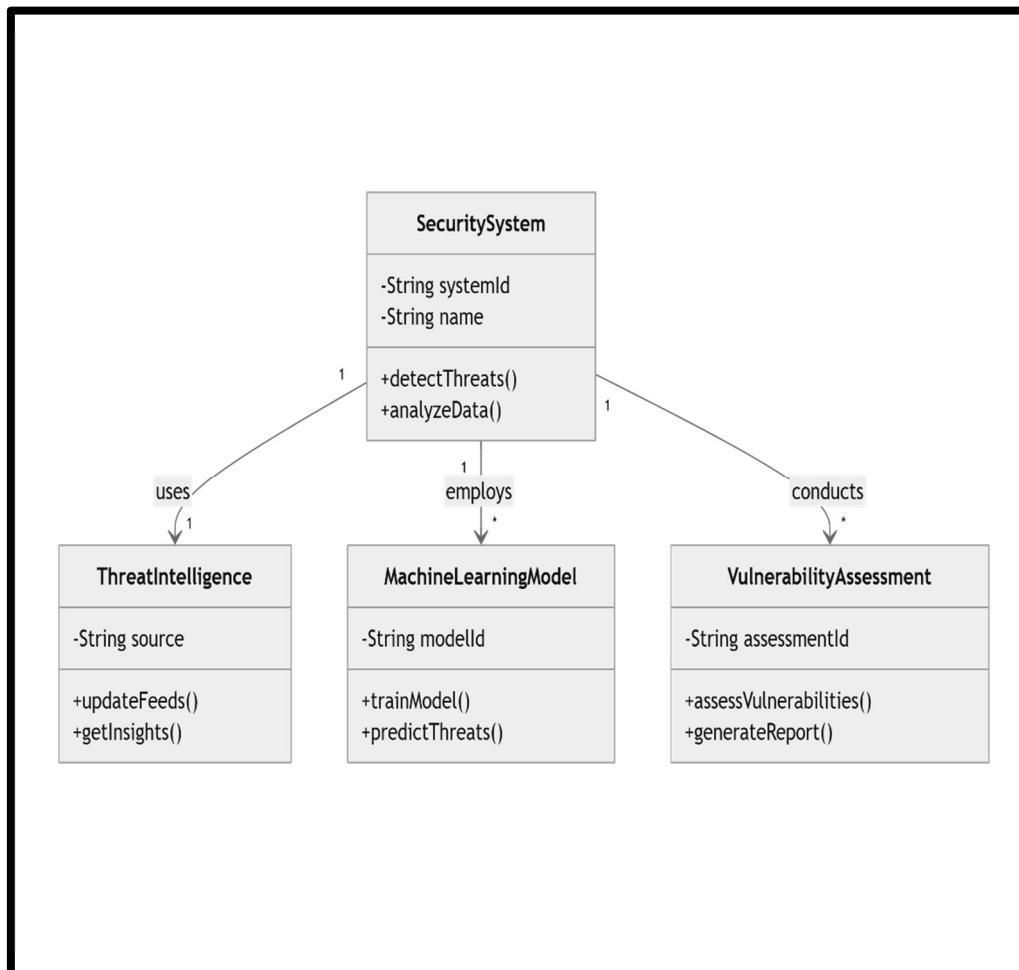 SecuritySystem
-String systemId
-String name
+detectThreats()
+analyzeData()
1
1
1
uses
employs
conducts
1
*
*
ThreatIntelligence
-String source
+updateFeeds()
+getInsights()
MachineLearningModel
-String modelId
+trainModel()
+predictThreats()
VulnerabilityAssessment
-String assessmentId
+assessVulnerabilities()
+generateReport()